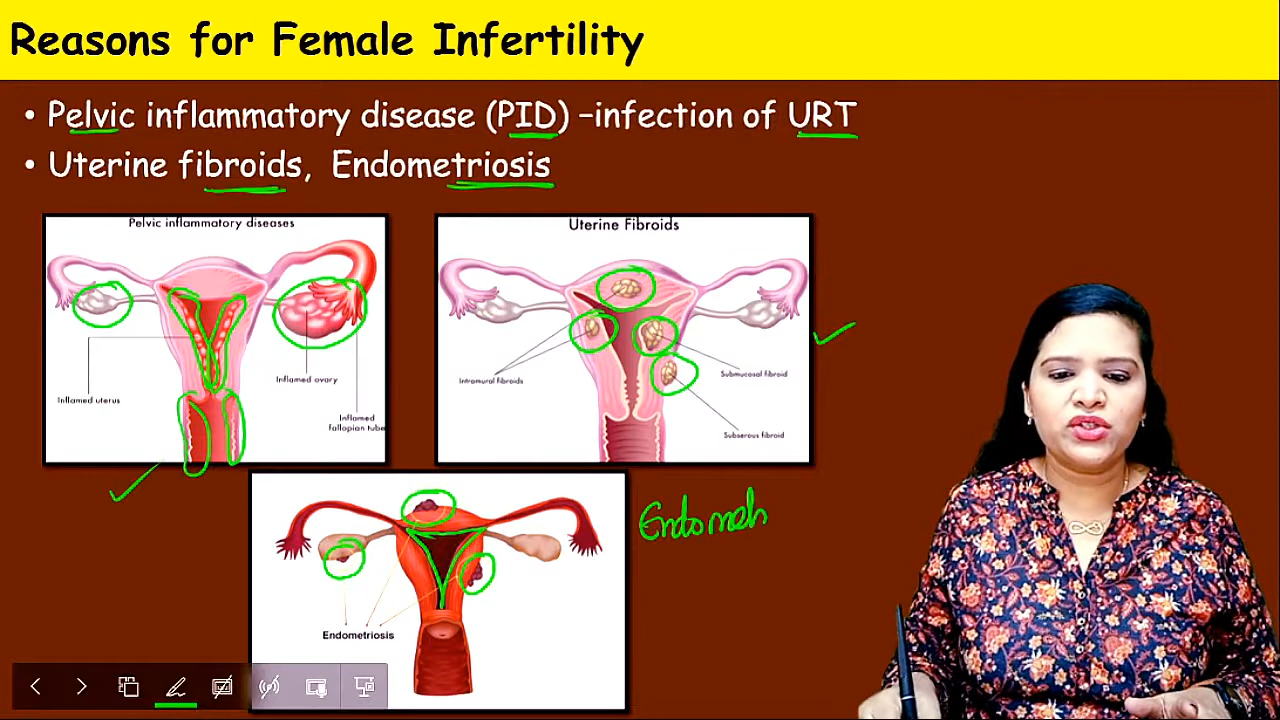 Reasons for Female Infertility
• Pelvic inflammatory disease (PID) –infection of URT
• Uterine fibroids, Endometriosis
Pelvic inflammatory diseases
Inflamed ovary
Inflamed uterus
Inflamed
fallopian tube
Uterine Fibroids
Intramural fibroids
Submucosal fibroid
Subserous fibroid
Endometriosis